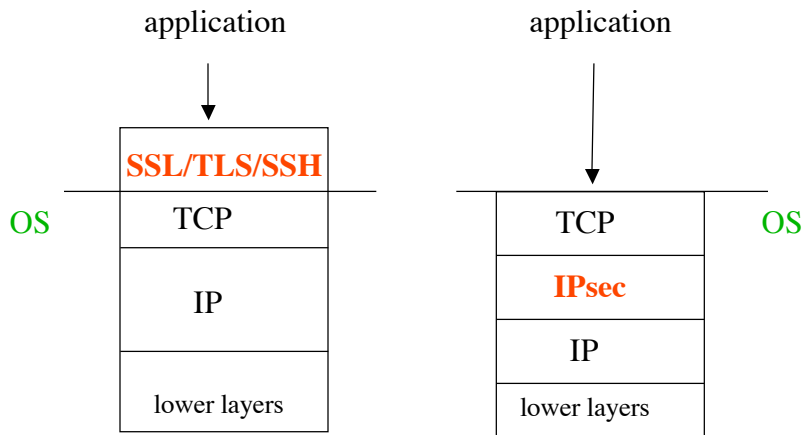 application
SSL/TLS/SSH
OS
TCP
IP
lower layers
application
TCP
OS
IPsec
IP
lower layers